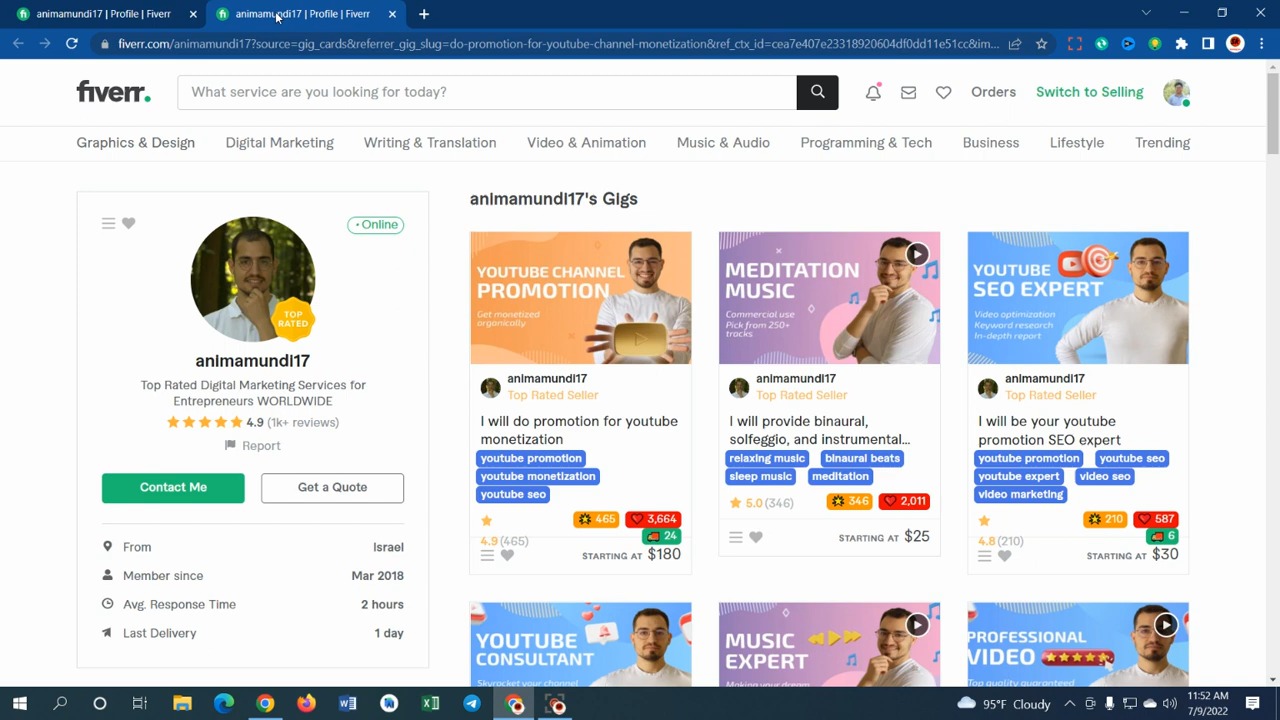 animamundi17 | Profile | Fiverr
animamundi17 | Profile | Fiverr
fiverr.com/animamundi17?source=gig_cards&referrer_gig_slug=do-promotion-for-youtube-channel-monetization&ref_ctx_id=cea7e407e23318920604df0dd11e51cc&im...
fiverr.
What service are you looking for today?
Orders
Switch to Selling
Graphics & Design
Digital Marketing
Writing & Translation
Video & Animation
Music & Audio
Programming & Tech
Business
Lifestyle
Trending
• Online
TOP
RATED
animamundi17
Top Rated Digital Marketing Services for
Entrepreneurs WORLDWIDE
4.9 (1k+ reviews)
Report
Contact Me
Get a Quote
From Israel
Member since Mar 2018
Avg. Response Time 2 hours
Last Delivery 1 day
animamundi17's Gigs
YOUTUBE CHANNEL
PROMOTION
Get monetized
organically
animamundi17
Top Rated Seller
I will do promotion for youtube
monetization
youtube promotion
youtube monetization
youtube seo
465 3,664
24
4.9 (465)
STARTING AT $180
MEDITATION
MUSIC
Commercial use
Pick from 250+
tracks
animamundi17
Top Rated Seller
I will provide binaural,
solfeggio, and instrumental...
relaxing music binaural beats
sleep music meditation
5.0 (346) 346 2,011
STARTING AT $25
YOUTUBE
SEO EXPERT
Video optimization
Keyword research
In-depth report
animamundi17
Top Rated Seller
I will be your youtube
promotion SEO expert
youtube promotion youtube seo
youtube expert video seo
video marketing
210 587
6
4.8 (210)
STARTING AT $30
YOUTUBE
CONSULTANT
Skyrocket your channel
MUSIC
EXPERT
Making your dream
PROFESSIONAL
VIDEO
Top quality guaranteed
95°F Cloudy
11:52 AM
7/9/2022